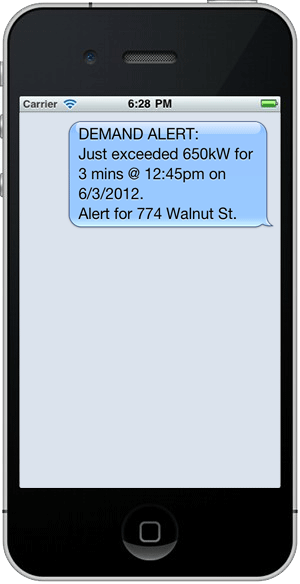 Carrier 6:28 PM
DEMAND ALERT:
Just exceeded 650kW for
3 mins @ 12:45pm on
6/3/2012.
Alert for 774 Walnut St.